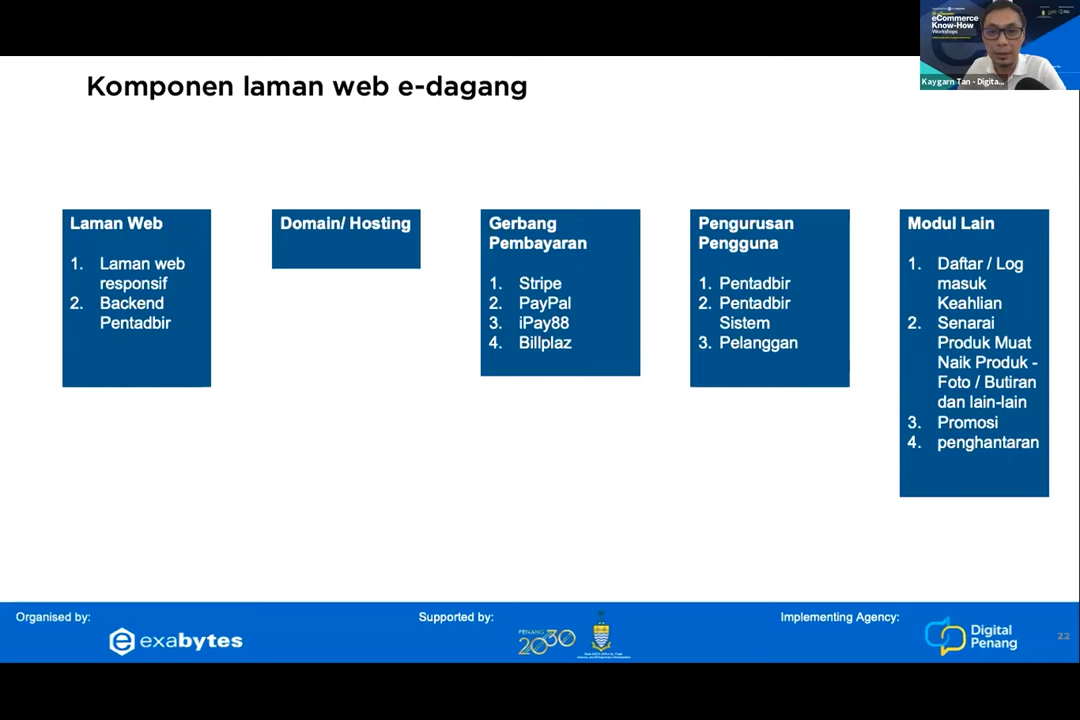 eCommerce
Know-How
Workshops
Kaygarn Tan - Digita...
Komponen laman web e-dagang
Laman Web
1. Laman web
responsif
2. Backend
Pentadbir
Domain/ Hosting
Gerbang
Pembayaran
1. Stripe
2. PayPal
3. iPay88
4. Billplaz
Pengurusan
Pengguna
1. Pentadbir
2. Pentadbir
Sistem
3. Pelanggan
Modul Lain
1. Daftar / Log
masuk
Keahlian
2. Senarai
Produk Muat
Naik Produk -
Foto / Butiran
dan lain-lain
3. Promosi
4. penghantaran
Organised by:
exabytes
Supported by:
PENANG
2030
Implementing Agency:
Digital
Penang
22